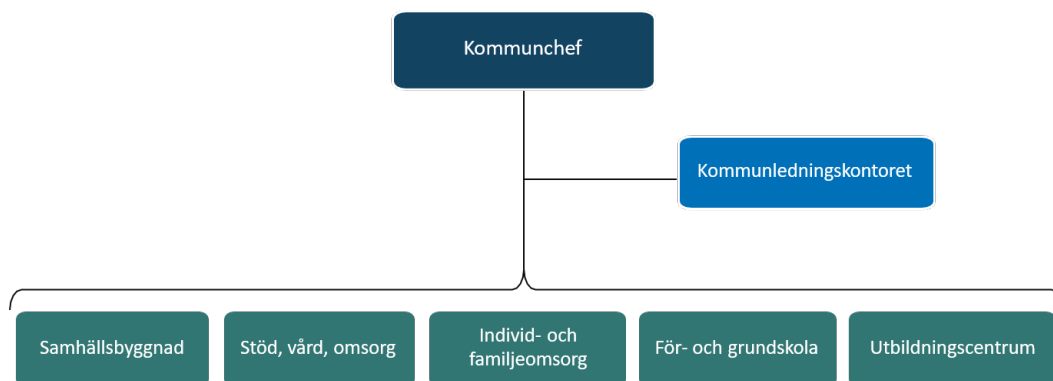 Kommunchef
Kommunledningskontoret
Samhällsbyggnad
Stöd, vård, omsorg
Individ- och
familjeomsorg
För- och grundskola
Utbildningscentrum